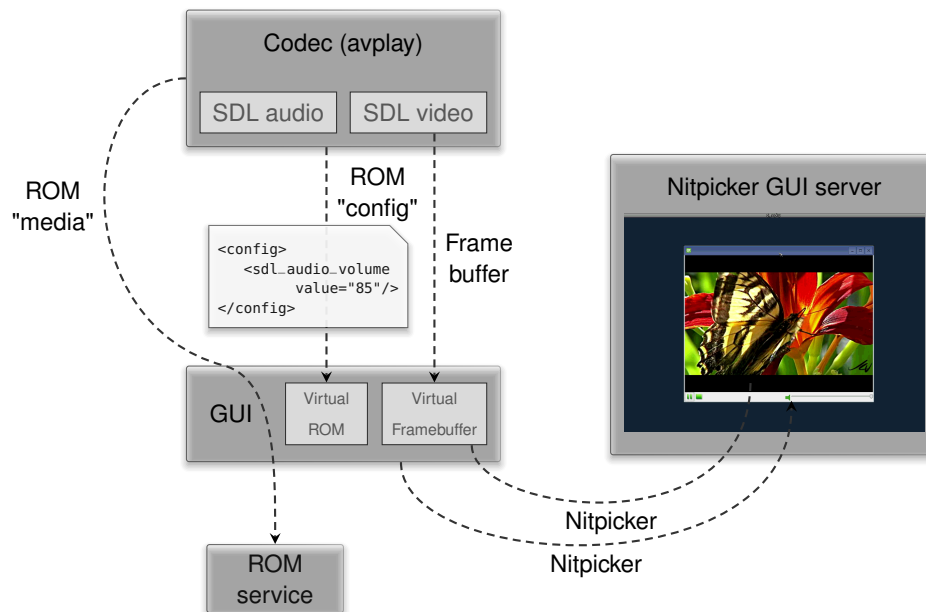 Codec (avplay)
SDL audio
SDL video
ROM
"media"
ROM
"config"
<config>
<sdl_audio_volume
value="85"/>
</config>
Frame
buffer
Nitpicker GUI server
GUI
Virtual
ROM
Virtual
Framebuffer
Nitpicker
Nitpicker
ROM
service